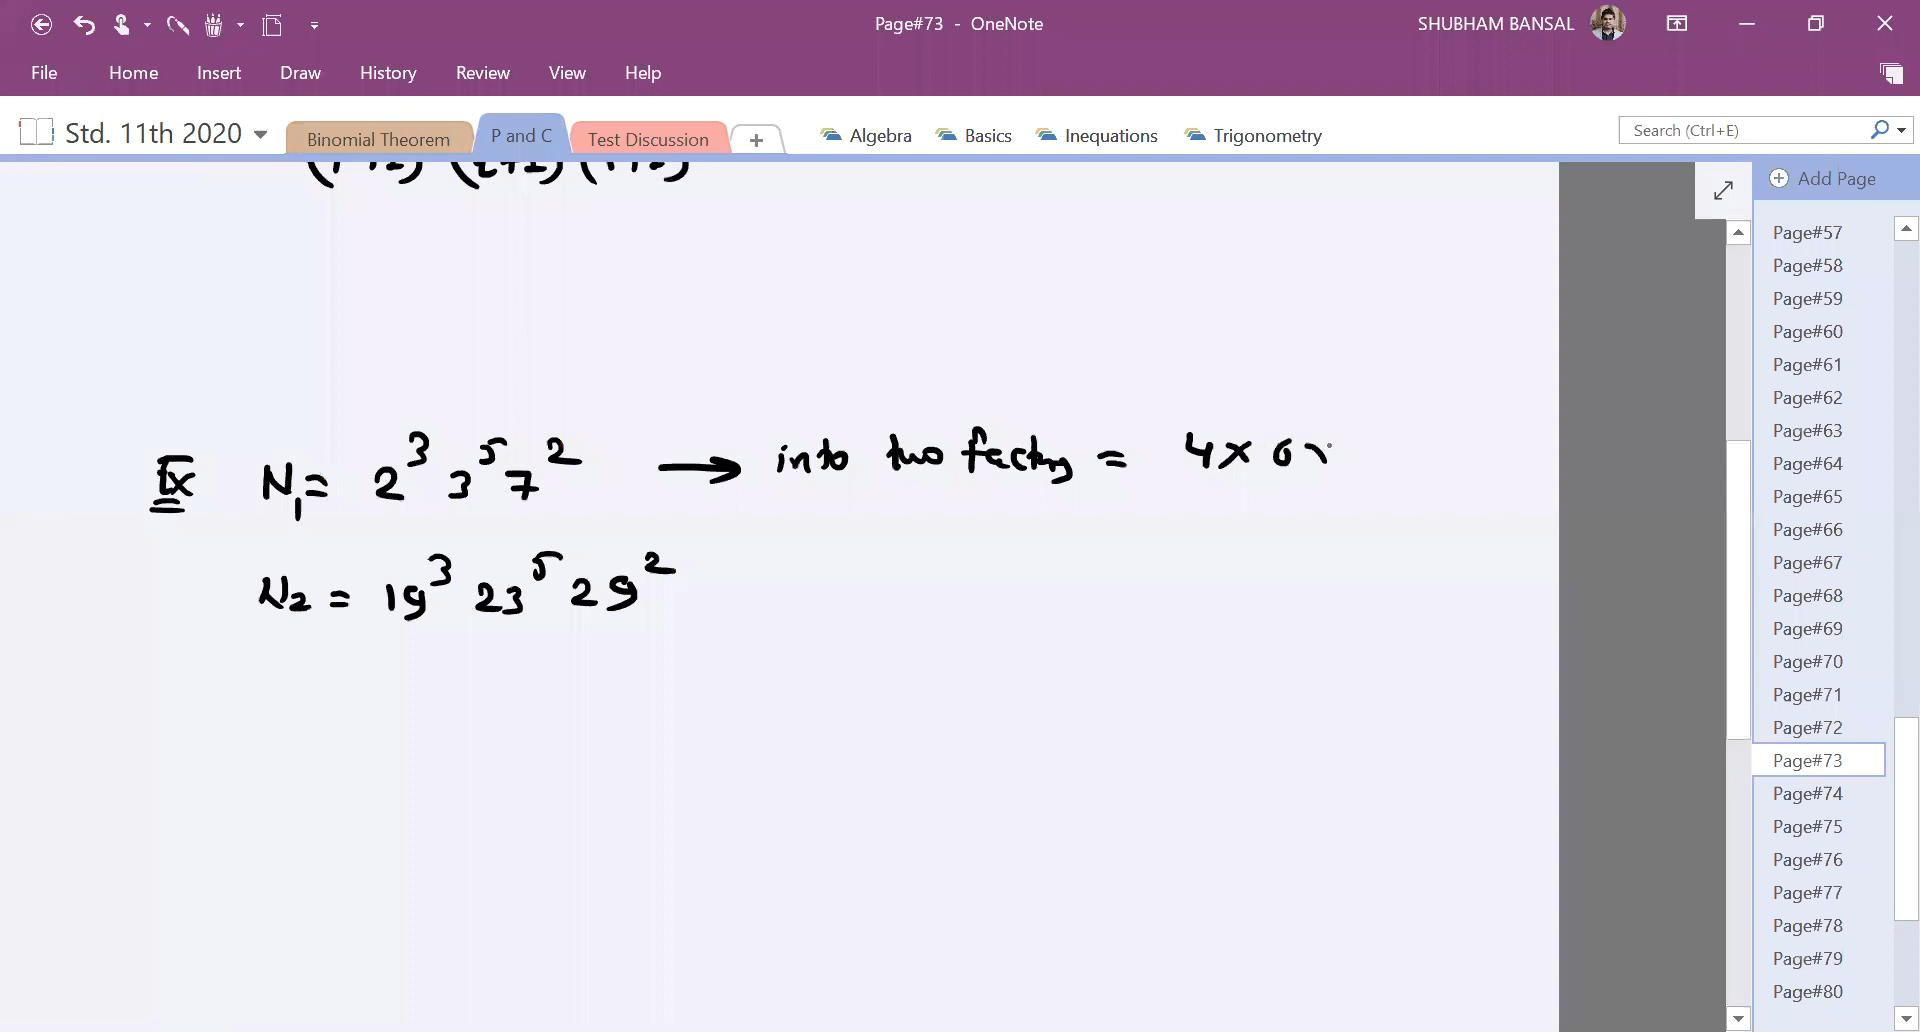 Page#73 - OneNote
SHUBHAM BANSAL
File Home Insert Draw History Review View Help
Std. 11th 2020
Binomial Theorem
P and C
Test Discussion
+
Algebra
Basics
Inequations
Trigonometry
Search (Ctrl+E)
Add Page
Ex N₁ = 2³ 3⁵ 7² → into two factors = 4 × 6 ×
N₂ = 19³ 23⁵ 29²
Page#57
Page#58
Page#59
Page#60
Page#61
Page#62
Page#63
Page#64
Page#65
Page#66
Page#67
Page#68
Page#69
Page#70
Page#71
Page#72
Page#73
Page#74
Page#75
Page#76
Page#77
Page#78
Page#79
Page#80